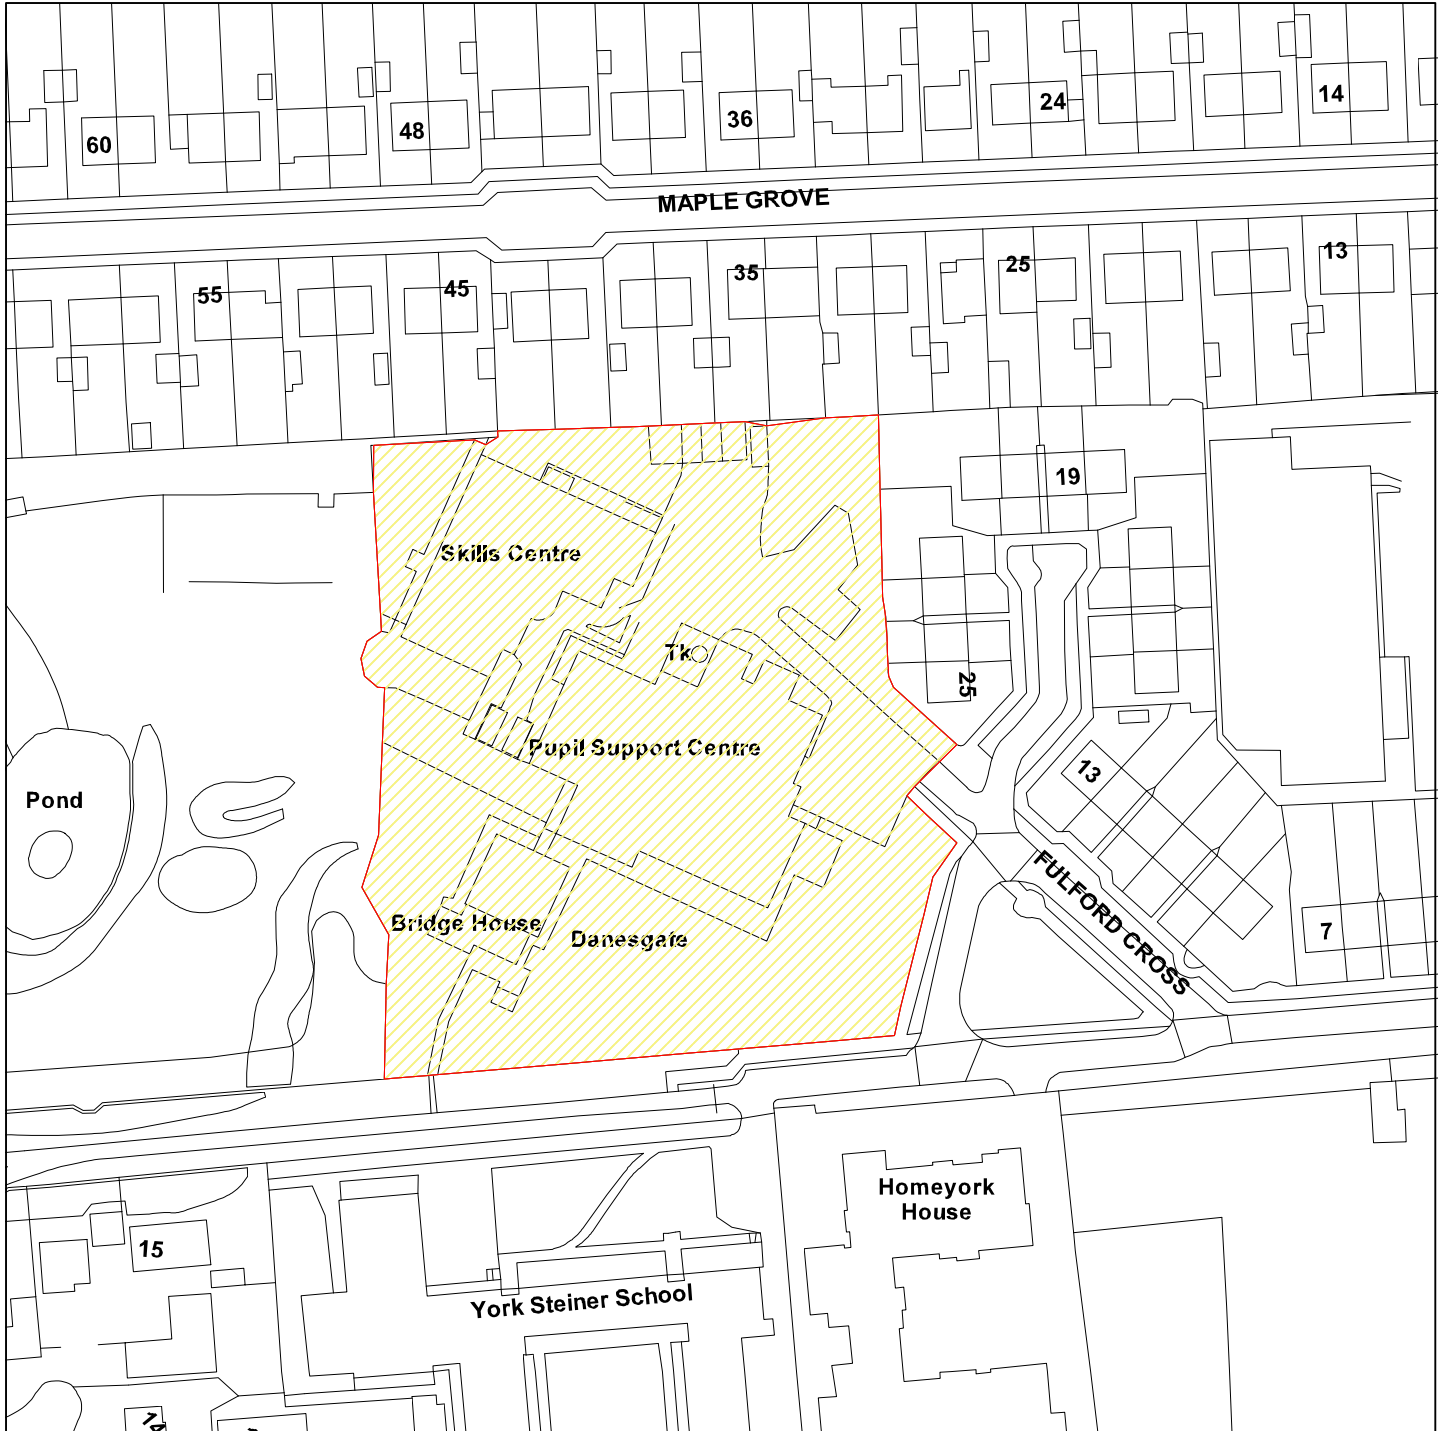 60
48
36
24
14
MAPLE GROVE
55
45
35
25
13
19
Skills Centre
Tk
25
Pupil Support Centre
13
Pond
FULFORD CROSS
Bridge House
Danesgate
7
Homeyork
House
15
York Steiner School